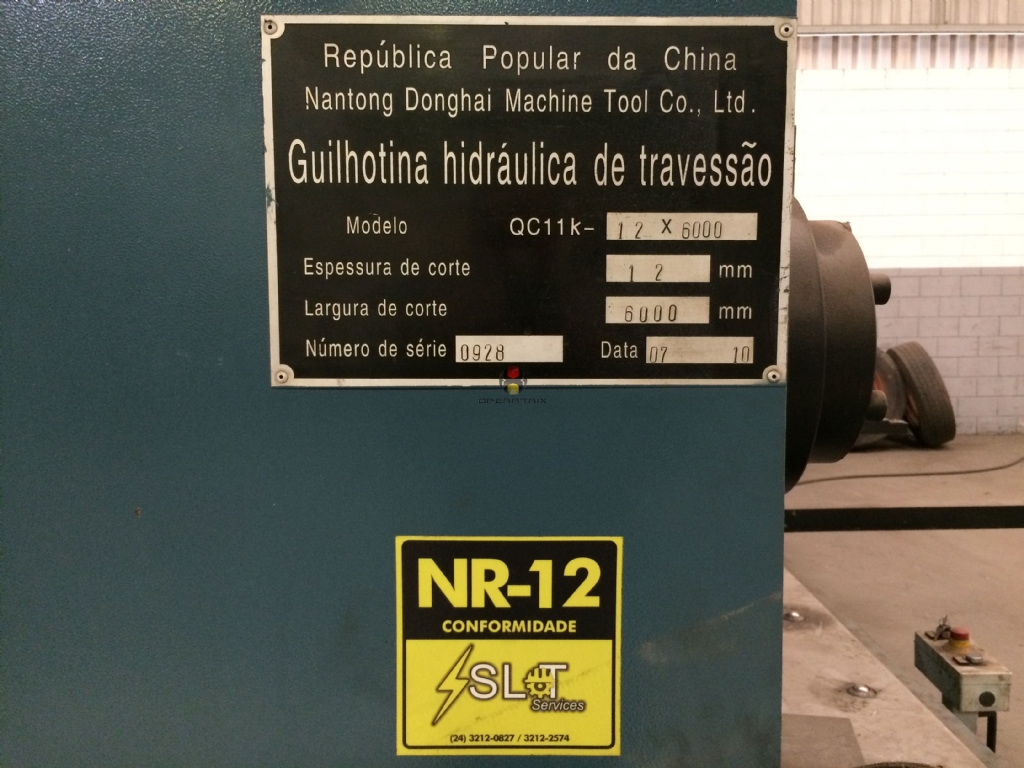 República Popular da China
Nantong Donghai Machine Tool Co., Ltd.
Guilhotina hidráulica de travessão
Modelo QC11k- 12 X 6000
Espessura de corte 12 mm
Largura de corte 6000 mm
Número de série 0928 Data 07 10
OPERATRIX
NR-12
CONFORMIDADE
SLOT
Services
(24) 3212-0827 / 3212-2574